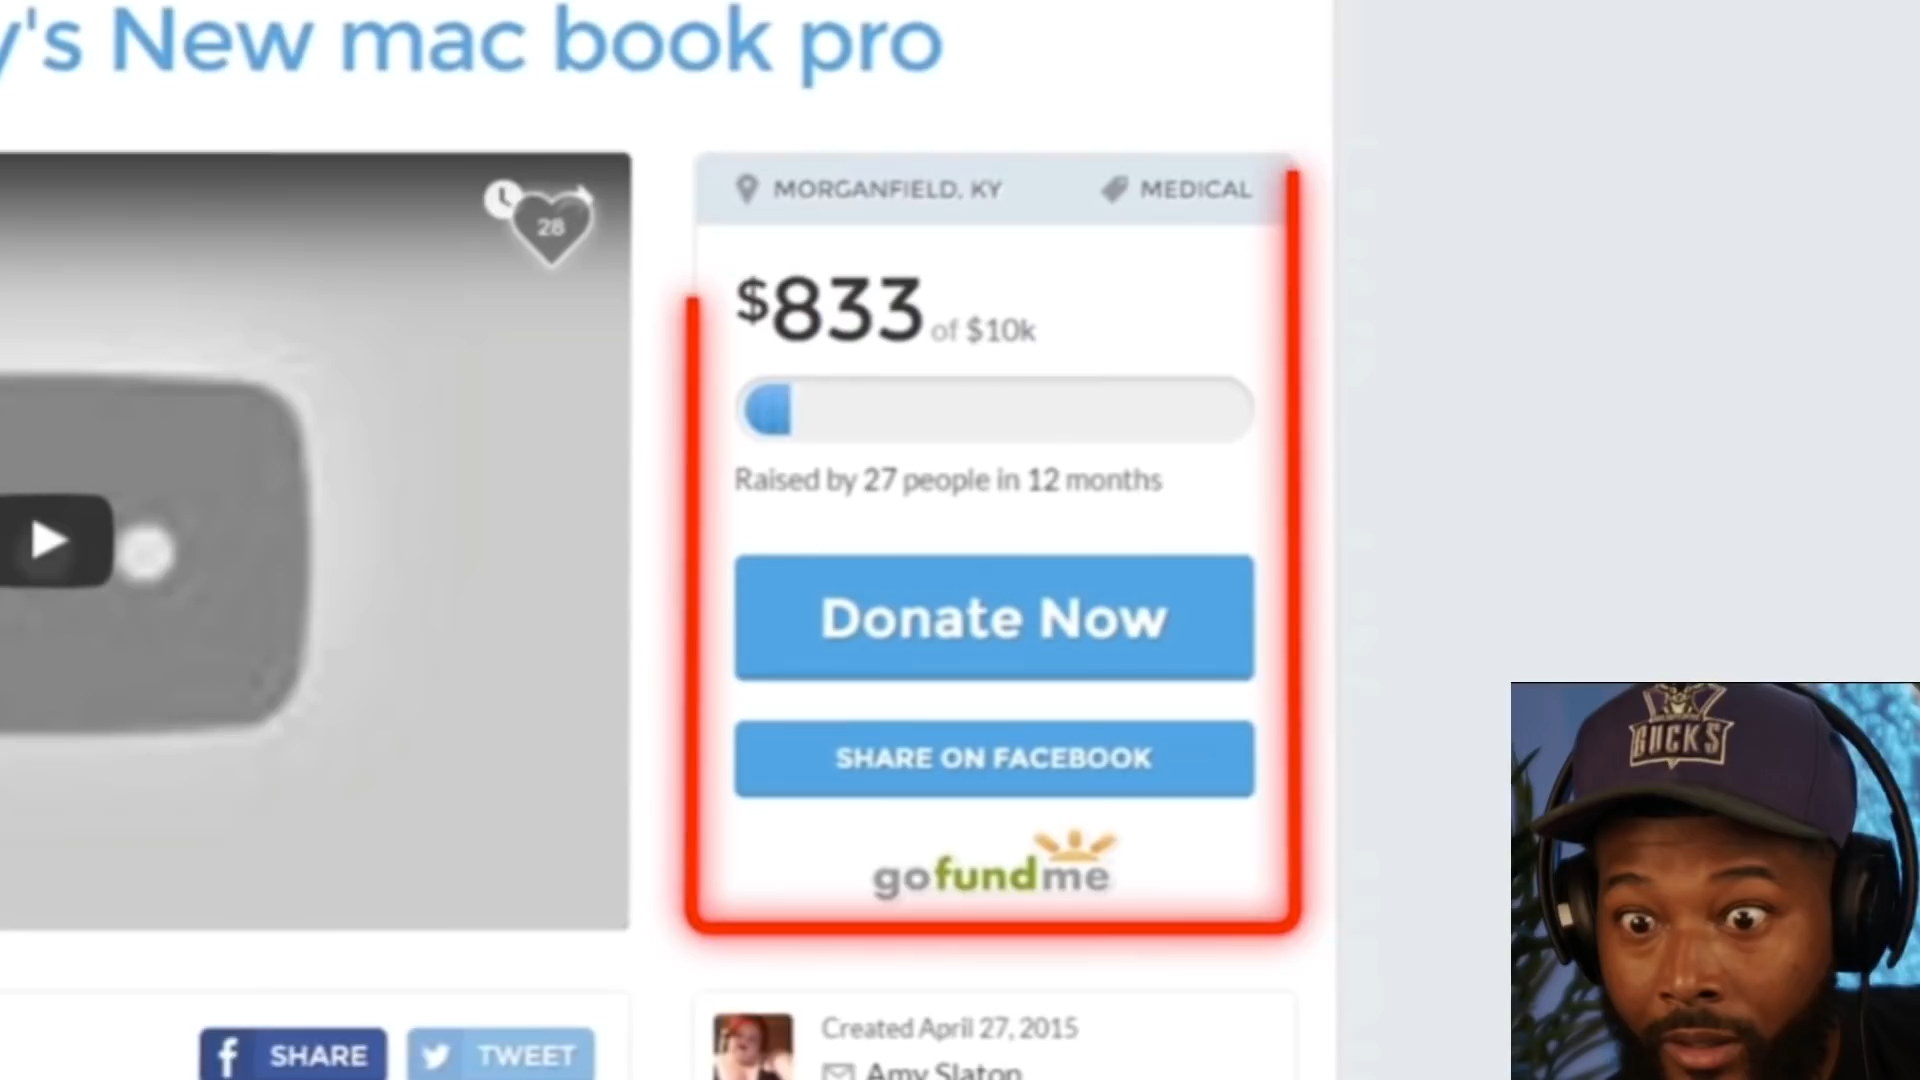 y's New mac book pro
28
MORGANFIELD, KY
MEDICAL
$833 of $10k
Raised by 27 people in 12 months
Donate Now
SHARE ON FACEBOOK
gofundme
SHARE
TWEET
Created April 27, 2015
Amy Slaton
BUCKS